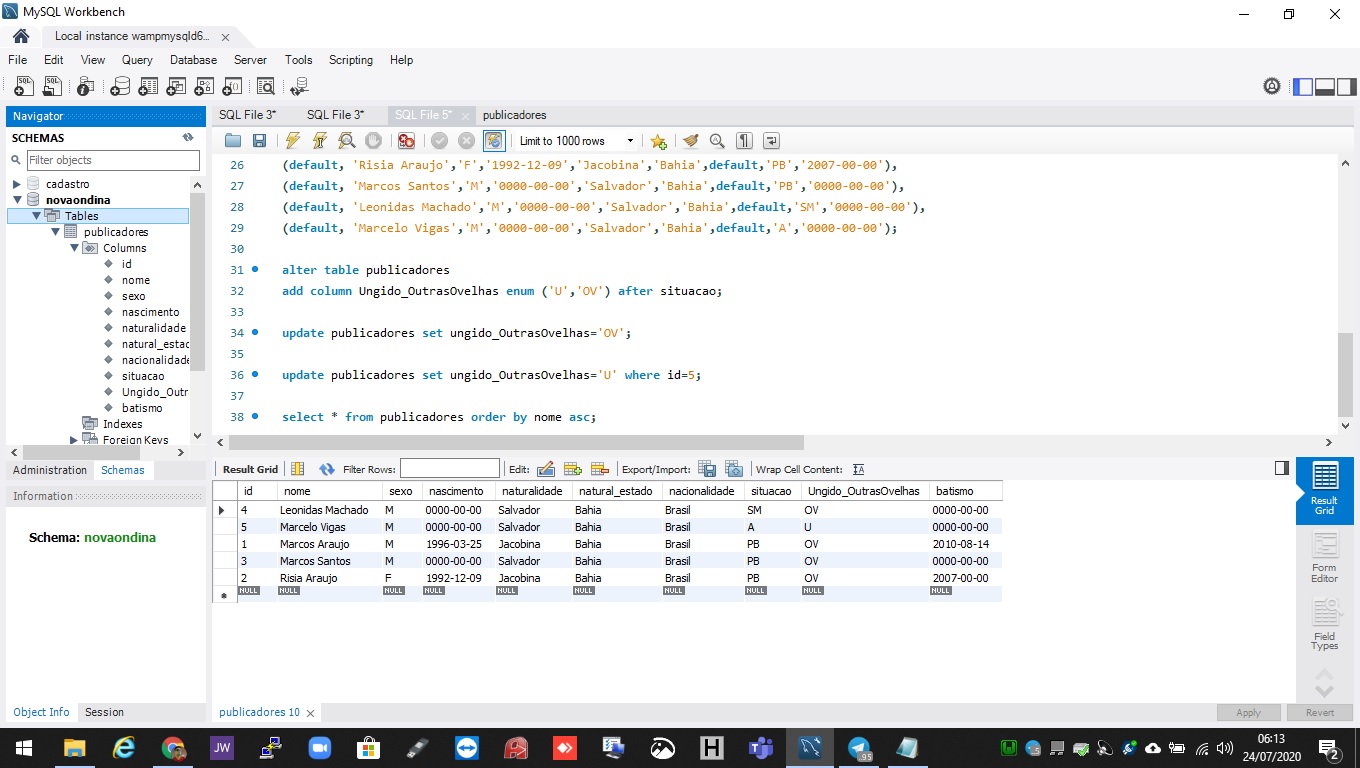 MySQL Workbench
Local instance wampmysqld6... ×
File Edit View Query Database Server Tools Scripting Help
Navigator
SCHEMAS
Filter objects
cadastro
novaondina
Tables
publicadores
Columns
id
nome
sexo
nascimento
naturalidade
natural_estac
nacionalidade
situacao
Ungido_Outr
batismo
Indexes
Foreign Keys
Administration Schemas
Information
Schema: novaondina
Object Info Session
SQL File 3* SQL File 3* SQL File 5* × publicadores
Limit to 1000 rows
26 (default, 'Risia Araujo','F','1992-12-09','Jacobina','Bahia',default,'PB','2007-00-00'),
27 (default, 'Marcos Santos','M','0000-00-00','Salvador','Bahia',default,'PB','0000-00-00'),
28 (default, 'Leonidas Machado','M','0000-00-00','Salvador','Bahia',default,'SM','0000-00-00'),
29 (default, 'Marcelo Vigas','M','0000-00-00','Salvador','Bahia',default,'A','0000-00-00');
30
31 alter table publicadores
32 add column Ungido_OutrasOvelhas enum ('U','OV') after situacao;
33
34 update publicadores set ungido_OutrasOvelhas='OV';
35
36 update publicadores set ungido_OutrasOvelhas='U' where id=5;
37
38 select * from publicadores order by nome asc;
Result Grid Filter Rows: Edit: Export/Import: Wrap Cell Content: IA
id nome sexo nascimento naturalidade natural_estado nacionalidade situacao Ungido_OutrasOvelhas batismo
4 Leonidas Machado M 0000-00-00 Salvador Bahia Brasil SM OV 0000-00-00
5 Marcelo Vigas M 0000-00-00 Salvador Bahia Brasil A U 0000-00-00
1 Marcos Araujo M 1996-03-25 Jacobina Bahia Brasil PB OV 2010-08-14
3 Marcos Santos M 0000-00-00 Salvador Bahia Brasil PB OV 0000-00-00
2 Risia Araujo F 1992-12-09 Jacobina Bahia Brasil PB OV 2007-00-00
NULL NULL NULL NULL NULL NULL NULL NULL NULL NULL
Result
Grid
Form
Editor
Field
Types
publicadores 10 ×
Apply Revert
JW
H
95
06:13
24/07/2020
2